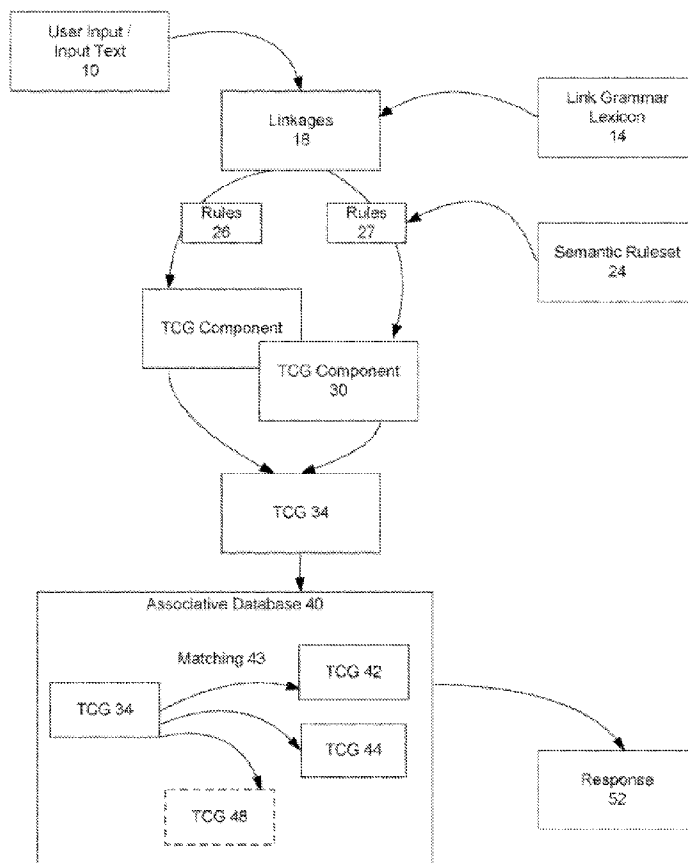 User Input /
Input Text
10
Linkages
18
Link Grammar
Lexicon
14
Rules
26
Rules
27
Semantic Ruleset
24
TCG Component
TCG Component
30
TCG 34
Associative Database 40
Matching 43
TCG 42
TCG 34
TCG 44
TCG 48
Response
52